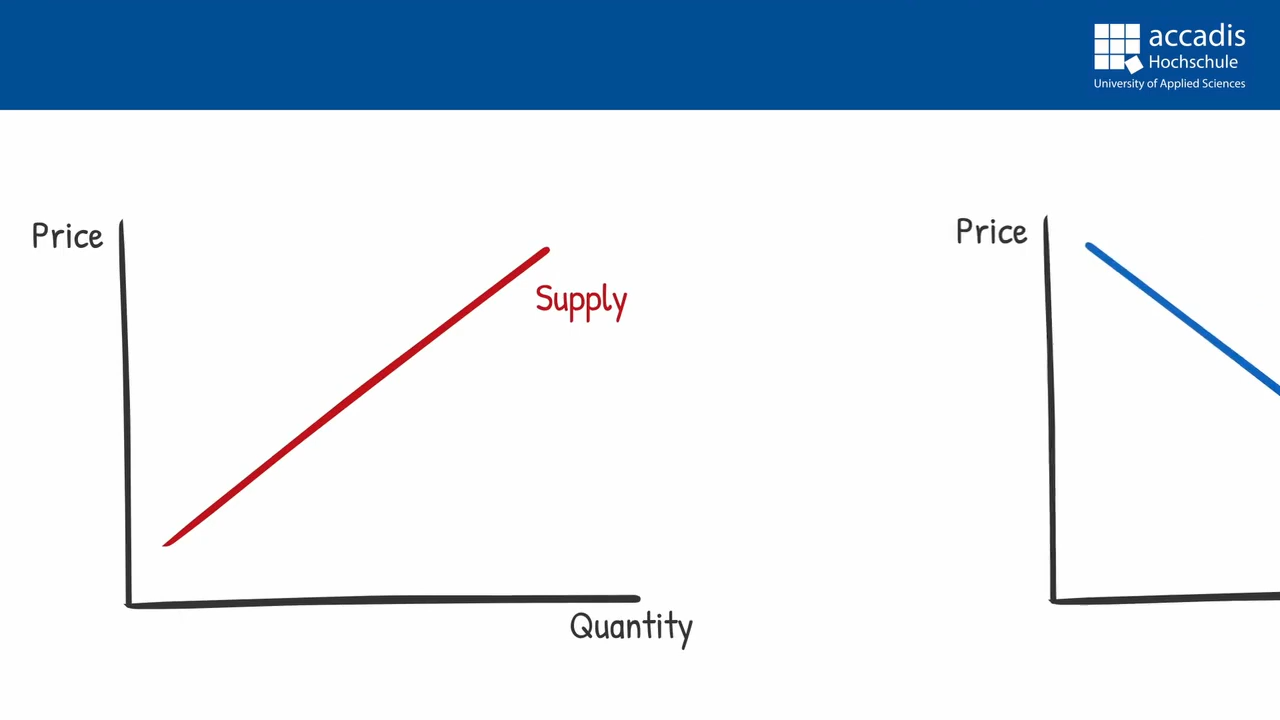 accadis
Hochschule
University of Applied Sciences
Price
Supply
Quantity
Price